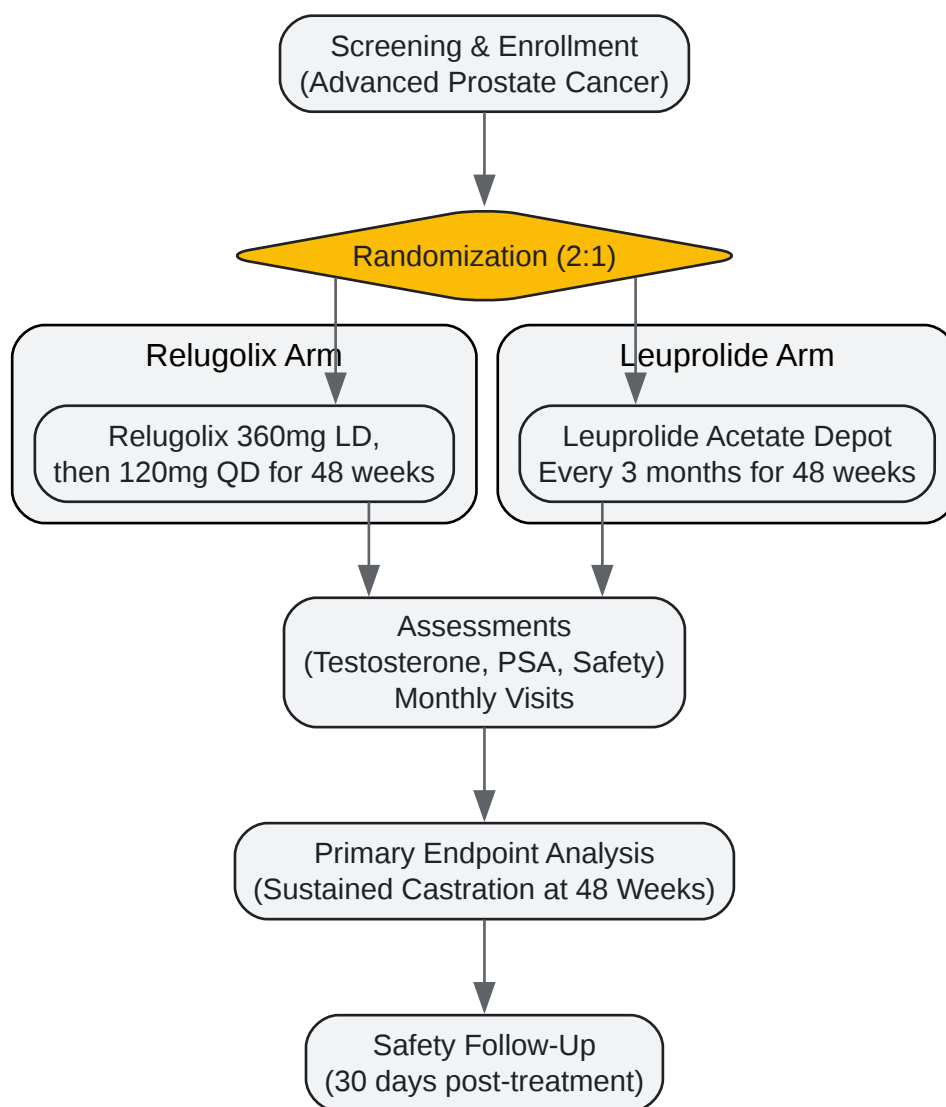 Screening & Enrollment
(Advanced Prostate Cancer)
Randomization (2:1)
Relugolix Arm
Relugolix 360mg LD,
then 120mg QD for 48 weeks
Leuprolide Arm
Leuprolide Acetate Depot
Every 3 months for 48 weeks
Assessments
(Testosterone, PSA, Safety)
Monthly Visits
Primary Endpoint Analysis
(Sustained Castration at 48 Weeks)
Safety Follow-Up
(30 days post-treatment)